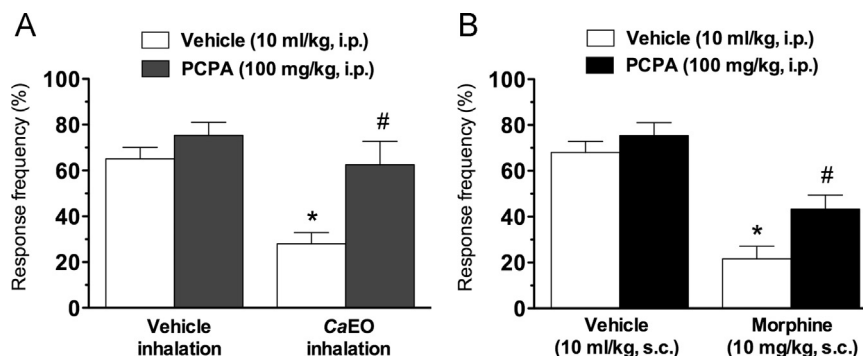 A
Vehicle (10 ml/kg, i.p.)
PCPA (100 mg/kg, i.p.)
Response frequency (%)
100
80
60
40
20
0
*
#
Vehicle
inhalation
CaEO
inhalation
B
Vehicle (10 ml/kg, i.p.)
PCPA (100 mg/kg, i.p.)
Response frequency (%)
100
80
60
40
20
0
*
#
Vehicle
(10 ml/kg, s.c.)
Morphine
(10 mg/kg, s.c.)